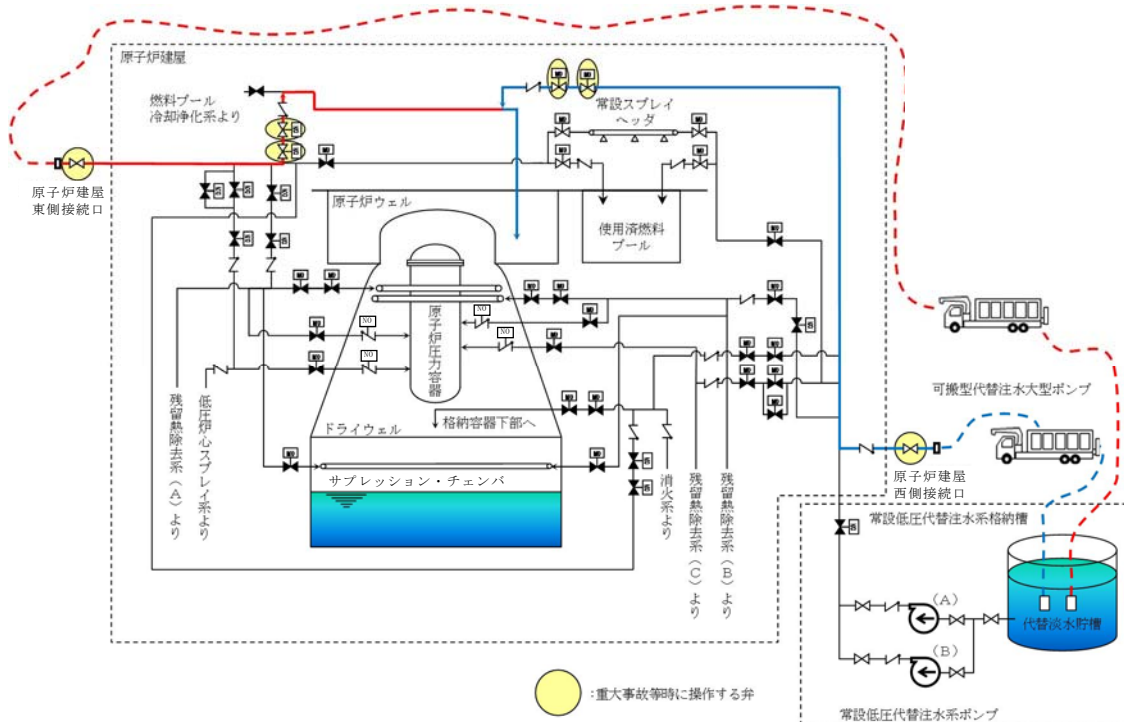 原子炉建屋
燃料プール
冷却浄化系より
常設スプレイ
ヘッダ
原子炉建屋
東側接続口
原子炉ウェル
使用済燃料
プール
原子炉圧力容器
NO
NO
NO
NO
可搬型代替注水大型ポンプ
格納容器下部へ
ドライウェル
サプレッション・チェンバ
残留熱除去系(A)より
低圧炉心スプレイ系より
消火系より
残留熱除去系(C)より
残留熱除去系(B)より
原子炉建屋
西側接続口
常設低圧代替注水系格納槽
(A)
(B)
代替淡水貯槽
:重大事故等時に操作する弁
常設低圧代替注水系ポンプ